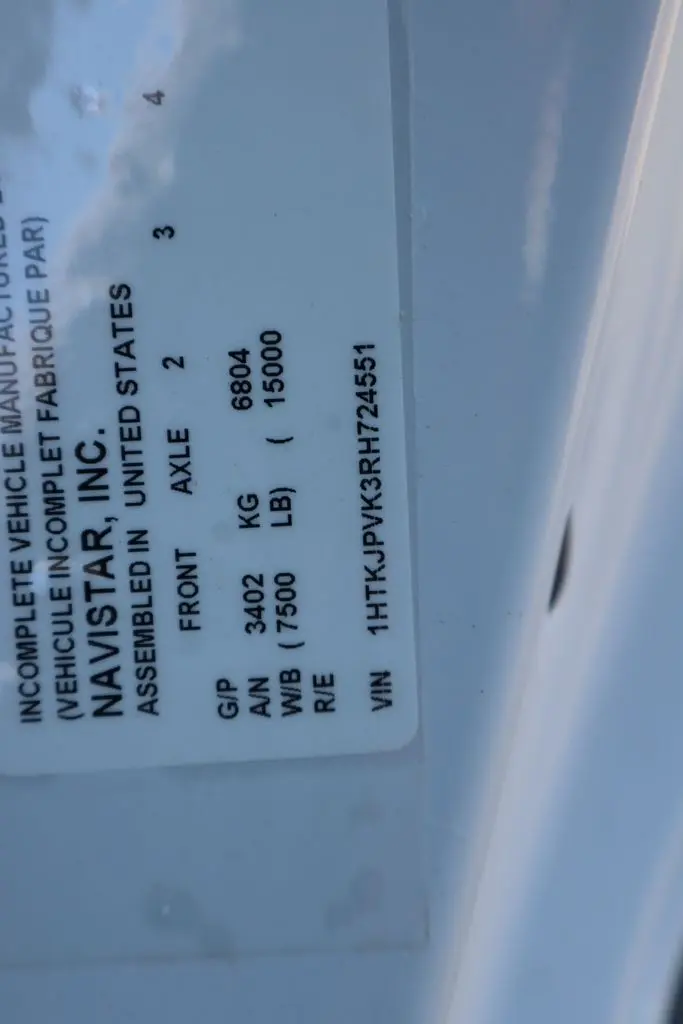 INCOMPLETE VEHICLE MANUFACTURED
(VEHICULE INCOMPLET FABRIQUE PAR)
NAVISTAR, INC.
ASSEMBLED IN UNITED STATES
FRONT AXLE 2 3 4
G/P
A/N 3402 KG 6804
W/B ( 7500 LB) ( 15000
R/E
VIN 1HTKJPVK3RH724551